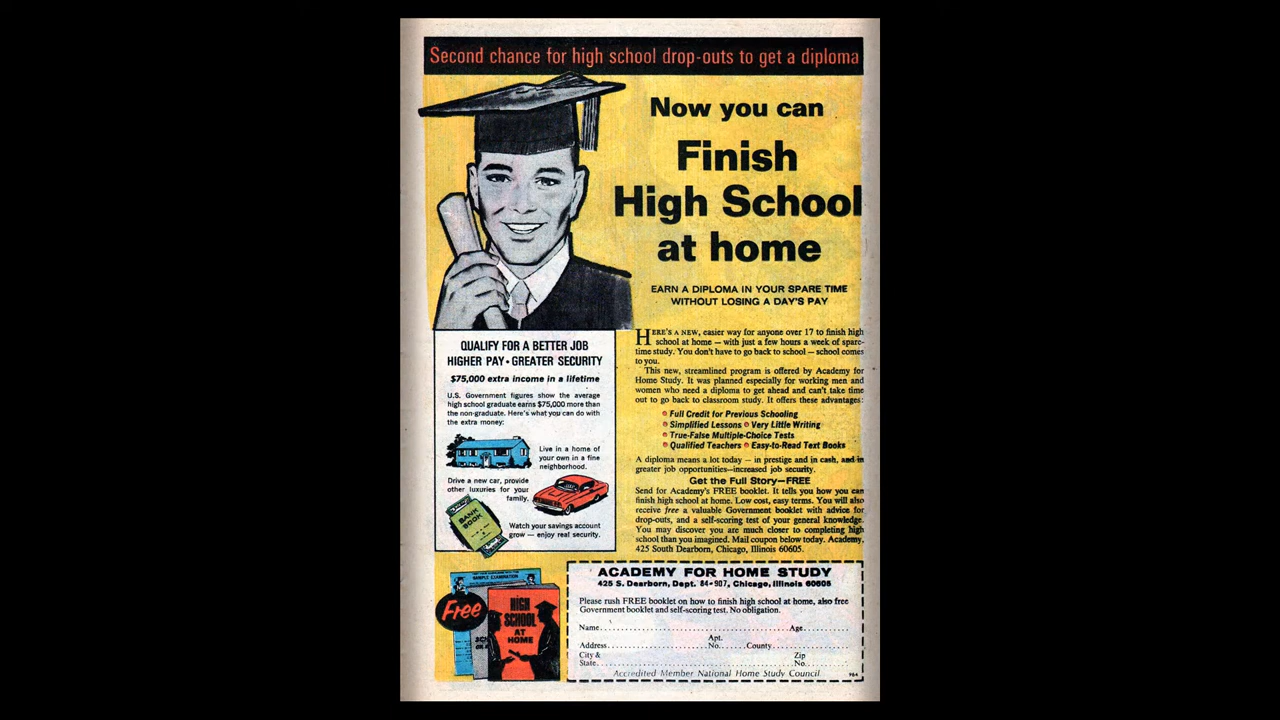 Second chance for high school drop-outs to get a diploma
Now you can
Finish
High School
at home
EARN A DIPLOMA IN YOUR SPARE TIME
WITHOUT LOSING A DAY'S PAY
HERE'S A NEW, easier way for anyone over 17 to finish high
school at home — with just a few hours a week of spare-
time study. You don't have to go back to school — school comes
to you.
This new, streamlined program is offered by Academy for
Home Study. It was planned especially for working men and
women who need a diploma to get ahead and can't take time
out to go back to classroom study. It offers these advantages:
• Full Credit for Previous Schooling
• Simplified Lessons • Very Little Writing
• True-False Multiple-Choice Tests
• Qualified Teachers • Easy-to-Read Text Books
A diploma means a lot today — in prestige and in cash, and in
greater job opportunities—increased job security.
Get the Full Story—FREE
Send for Academy's FREE booklet. It tells you how you can
finish high school at home. Low cost, easy terms. You will also
receive free a valuable Government booklet with advice for
drop-outs, and a self-scoring test of your general knowledge.
You may discover you are much closer to completing high
school than you imagined. Mail coupon below today. Academy,
425 South Dearborn, Chicago, Illinois 60605.
QUALIFY FOR A BETTER JOB
HIGHER PAY • GREATER SECURITY
$75,000 extra income in a lifetime
U.S. Government figures show the average
high school graduate earns $75,000 more than
the non-graduate. Here's what you can do with
the extra money:
Live in a home of
your own in a fine
neighborhood.
Drive a new car, provide
other luxuries for your
family.
BANK
BOOK
Watch your savings account
grow — enjoy real security.
SAMPLE EXAMINATION
Free
HIGH
SCHOOL
AT
HOME
ACADEMY FOR HOME STUDY
425 S. Dearborn, Dept. 84-907, Chicago, Illinois 60605
Please rush FREE booklet on how to finish high school at home, also free
Government booklet and self-scoring test. No obligation.
Name.......... Age..........
Address.......... Apt. No....... County..........
City & State.......... Zip No..........
Accredited Member National Home Study Council
984